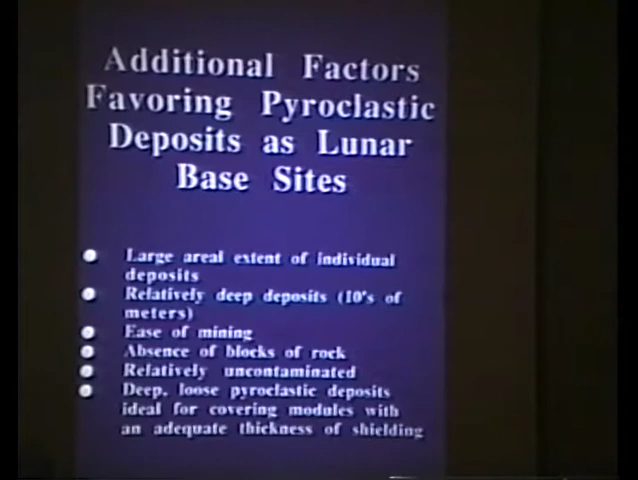 Additional Factors
Favoring Pyroclastic
Deposits as Lunar
Base Sites
● Large areal extent of individual
deposits
● Relatively deep deposits (10's of
meters)
● Ease of mining
● Absence of blocks of rock
● Relatively uncontaminated
● Deep, loose pyroclastic deposits
ideal for covering modules with
an adequate thickness of shielding